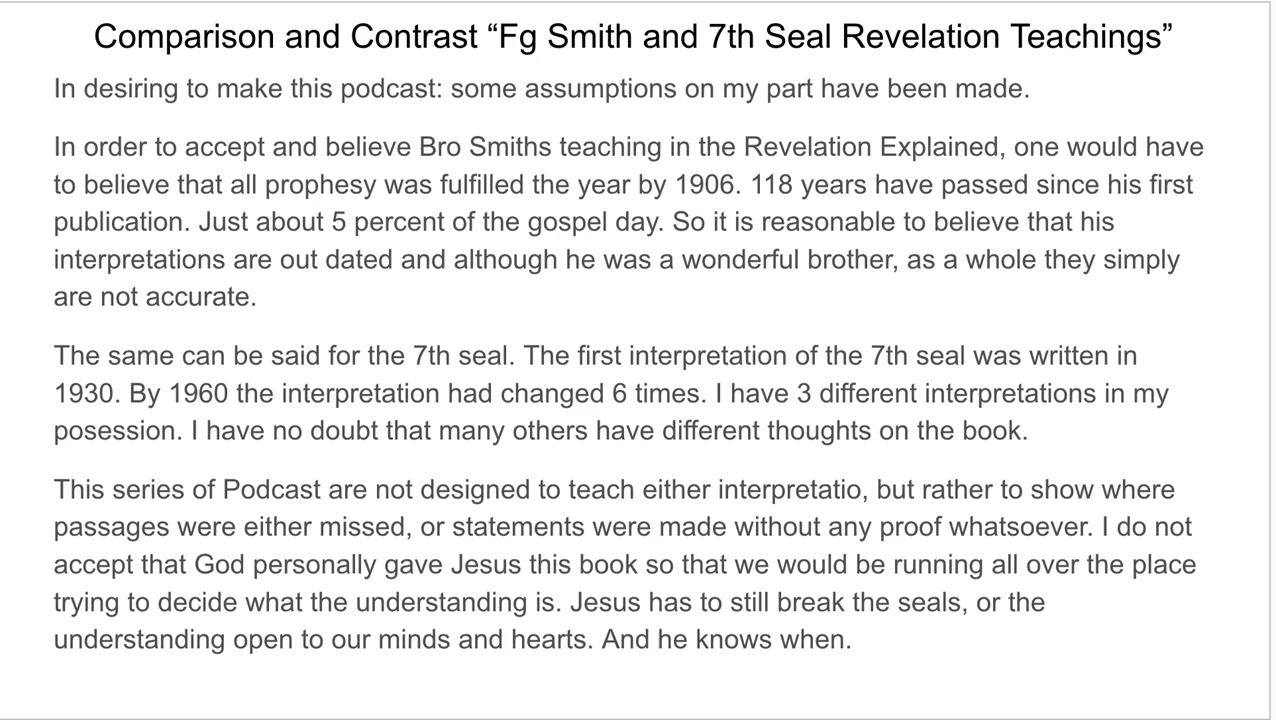 Comparison and Contrast “Fg Smith and 7th Seal Revelation Teachings”
In desiring to make this podcast: some assumptions on my part have been made.
In order to accept and believe Bro Smiths teaching in the Revelation Explained, one would have
to believe that all prophesy was fulfilled the year by 1906. 118 years have passed since his first
publication. Just about 5 percent of the gospel day. So it is reasonable to believe that his
interpretations are out dated and although he was a wonderful brother, as a whole they simply
are not accurate.
The same can be said for the 7th seal. The first interpretation of the 7th seal was written in
1930. By 1960 the interpretation had changed 6 times. I have 3 different interpretations in my
posession. I have no doubt that many others have different thoughts on the book.
This series of Podcast are not designed to teach either interpretatio, but rather to show where
passages were either missed, or statements were made without any proof whatsoever. I do not
accept that God personally gave Jesus this book so that we would be running all over the place
trying to decide what the understanding is. Jesus has to still break the seals, or the
understanding open to our minds and hearts. And he knows when.